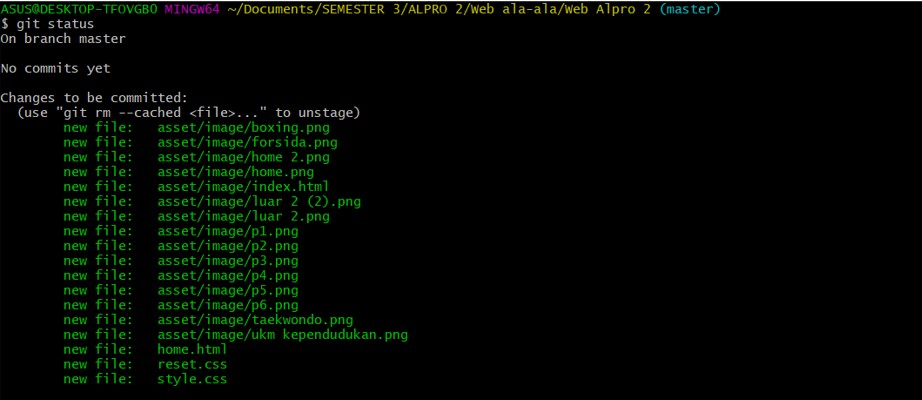 ASUS@DESKTOP-TFOVGBO MINGW64 ~/Documents/SEMESTER 3/ALPRO 2/Web ala-ala/Web Alpro 2 (master)
$ git status
On branch master

No commits yet

Changes to be committed:
  (use "git rm --cached <file>..." to unstage)
        new file:   asset/image/boxing.png
        new file:   asset/image/forsida.png
        new file:   asset/image/home 2.png
        new file:   asset/image/home.png
        new file:   asset/image/index.html
        new file:   asset/image/luar 2 (2).png
        new file:   asset/image/luar 2.png
        new file:   asset/image/p1.png
        new file:   asset/image/p2.png
        new file:   asset/image/p3.png
        new file:   asset/image/p4.png
        new file:   asset/image/p5.png
        new file:   asset/image/p6.png
        new file:   asset/image/taekwondo.png
        new file:   asset/image/ukm kependudukan.png
        new file:   home.html
        new file:   reset.css
        new file:   style.css